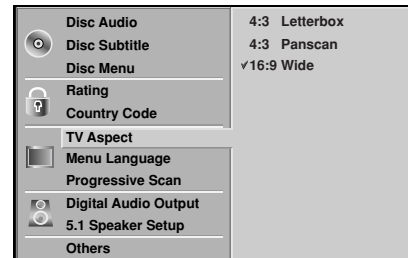 Disc Audio
Disc Subtitle
Disc Menu
Rating
Country Code
TV Aspect
Menu Language
Progressive Scan
Digital Audio Output
5.1 Speaker Setup
Others
4:3 Letterbox
4:3 Panscan
✓16:9 Wide